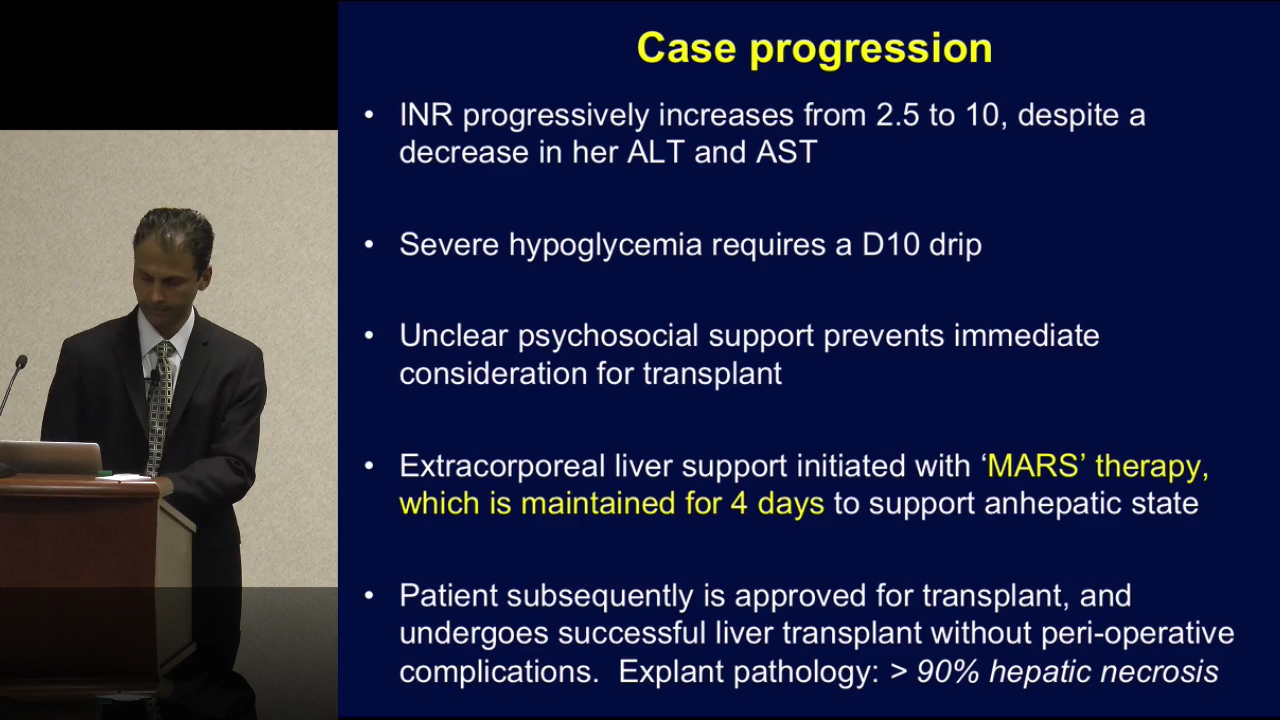 Case progression
• INR progressively increases from 2.5 to 10, despite a
decrease in her ALT and AST
• Severe hypoglycemia requires a D10 drip
• Unclear psychosocial support prevents immediate
consideration for transplant
• Extracorporeal liver support initiated with ‘MARS’ therapy,
which is maintained for 4 days to support anhepatic state
• Patient subsequently is approved for transplant, and
undergoes successful liver transplant without peri-operative
complications.  Explant pathology: > 90% hepatic necrosis